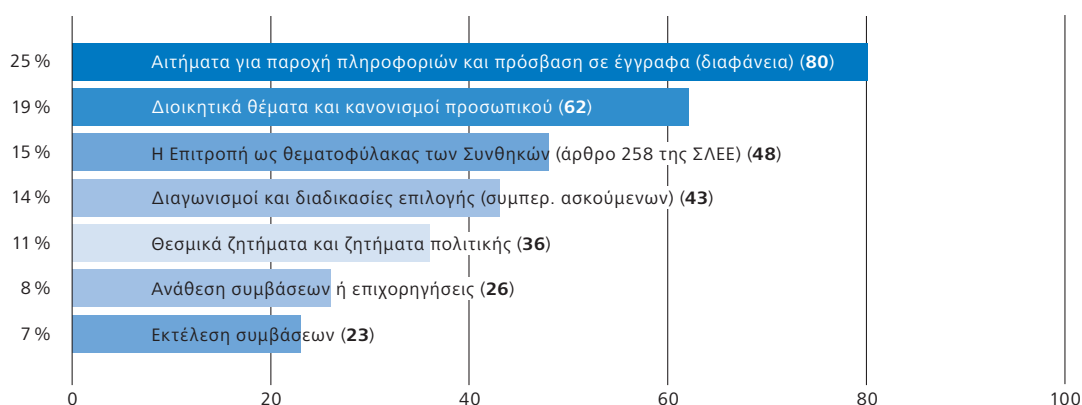 25 % Αιτήματα για παροχή πληροφοριών και πρόσβαση σε έγγραφα (διαφάνεια) (80)
19 % Διοικητικά θέματα και κανονισμοί προσωπικού (62)
15 % Η Επιτροπή ως θεματοφύλακας των Συνθηκών (άρθρο 258 της ΣΛΕΕ) (48)
14 % Διαγωνισμοί και διαδικασίες επιλογής (συμπερ. ασκούμενων) (43)
11 % Θεσμικά ζητήματα και ζητήματα πολιτικής (36)
8 % Ανάθεση συμβάσεων ή επιχορηγήσεις (26)
7 % Εκτέλεση συμβάσεων (23)
0 20 40 60 80 100